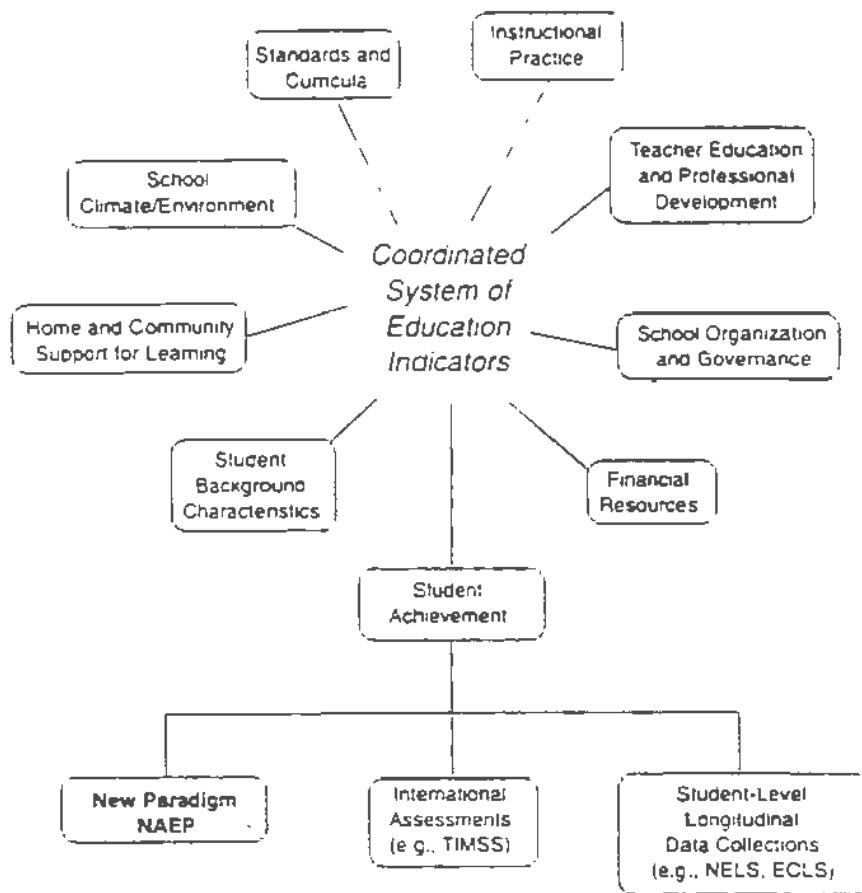 Standards and
Curricula
Instructional
Practice
School
Climate/Environment
Teacher Education
and Professional
Development
Coordinated
System of
Education
Indicators
Home and Community
Support for Learning
School Organization
and Governance
Student
Background
Characteristics
Financial
Resources
Student
Achievement
New Paradigm
NAEP
International
Assessments
(e g., TIMSS)
Student-Level
Longitudinal
Data Collections
(e.g., NELS, ECLS)